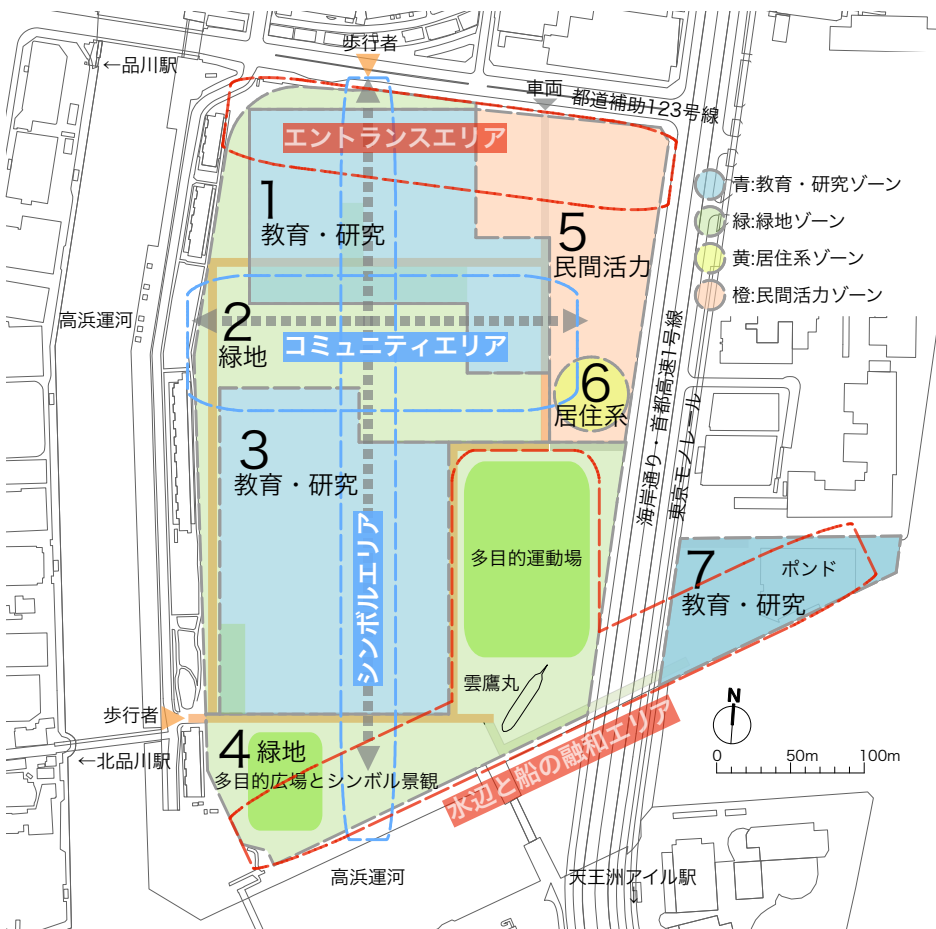 歩行者
←品川駅
車両
都道補助123号線
エントランスエリア
1
教育・研究
5
民間活力
青:教育・研究ゾーン
緑:緑地ゾーン
黄:居住系ゾーン
橙:民間活力ゾーン
高浜運河
2
緑地
コミュニティエリア
6
居住系
海岸通り・首都高速1号線
東京モノレール
3
教育・研究
シンボルエリア
多目的運動場
7
教育・研究
ポンド
雲鷹丸
歩行者
←北品川駅
4 緑地
多目的広場とシンボル景観
水辺と船の融和エリア
N
0 50m 100m
高浜運河
天王洲アイル駅